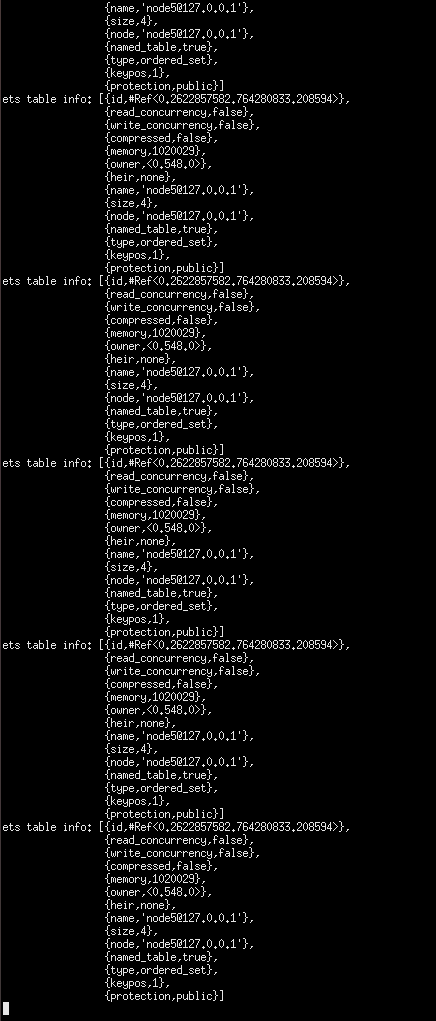 {name,'node5@127.0.0.1'},
{size,4},
{node,'node5@127.0.0.1'},
{named_table,true},
{type,ordered_set},
{keypos,1},
{protection,public}]
ets table info: [{id,#Ref<0.2622857582.764280833.208594>},
{read_concurrency,false},
{write_concurrency,false},
{compressed,false},
{memory,1020029},
{owner,<0.548.0>},
{heir,none},
{name,'node5@127.0.0.1'},
{size,4},
{node,'node5@127.0.0.1'},
{named_table,true},
{type,ordered_set},
{keypos,1},
{protection,public}]
ets table info: [{id,#Ref<0.2622857582.764280833.208594>},
{read_concurrency,false},
{write_concurrency,false},
{compressed,false},
{memory,1020029},
{owner,<0.548.0>},
{heir,none},
{name,'node5@127.0.0.1'},
{size,4},
{node,'node5@127.0.0.1'},
{named_table,true},
{type,ordered_set},
{keypos,1},
{protection,public}]
ets table info: [{id,#Ref<0.2622857582.764280833.208594>},
{read_concurrency,false},
{write_concurrency,false},
{compressed,false},
{memory,1020029},
{owner,<0.548.0>},
{heir,none},
{name,'node5@127.0.0.1'},
{size,4},
{node,'node5@127.0.0.1'},
{named_table,true},
{type,ordered_set},
{keypos,1},
{protection,public}]
ets table info: [{id,#Ref<0.2622857582.764280833.208594>},
{read_concurrency,false},
{write_concurrency,false},
{compressed,false},
{memory,1020029},
{owner,<0.548.0>},
{heir,none},
{name,'node5@127.0.0.1'},
{size,4},
{node,'node5@127.0.0.1'},
{named_table,true},
{type,ordered_set},
{keypos,1},
{protection,public}]
ets table info: [{id,#Ref<0.2622857582.764280833.208594>},
{read_concurrency,false},
{write_concurrency,false},
{compressed,false},
{memory,1020029},
{owner,<0.548.0>},
{heir,none},
{name,'node5@127.0.0.1'},
{size,4},
{node,'node5@127.0.0.1'},
{named_table,true},
{type,ordered_set},
{keypos,1},
{protection,public}]